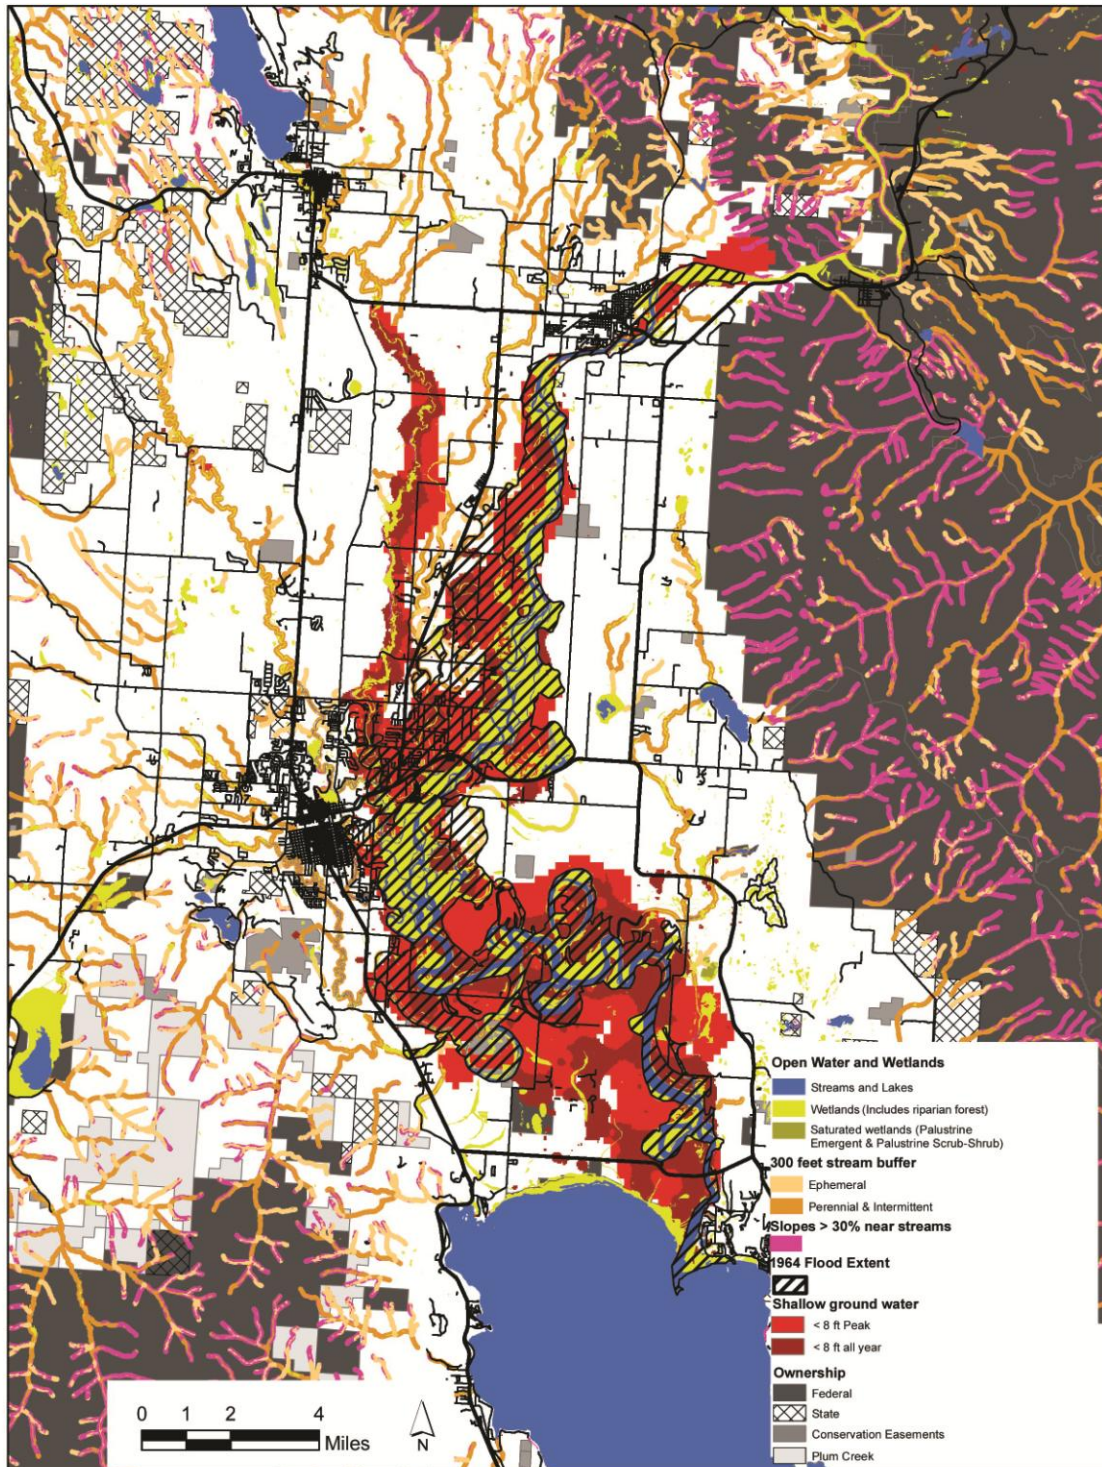 Open Water and Wetlands
Streams and Lakes
Wetlands (Includes riparian forest)
Saturated wetlands (Palustrine
Emergent & Palustrine Scrub-Shrub)
300 feet stream buffer
Ephemeral
Perennial & Intermittent
Slopes > 30% near streams
1964 Flood Extent
Shallow ground water
< 8 ft Peak
< 8 ft all year
Ownership
Federal
State
Conservation Easements
Plum Creek
0 1 2 4
Miles
N